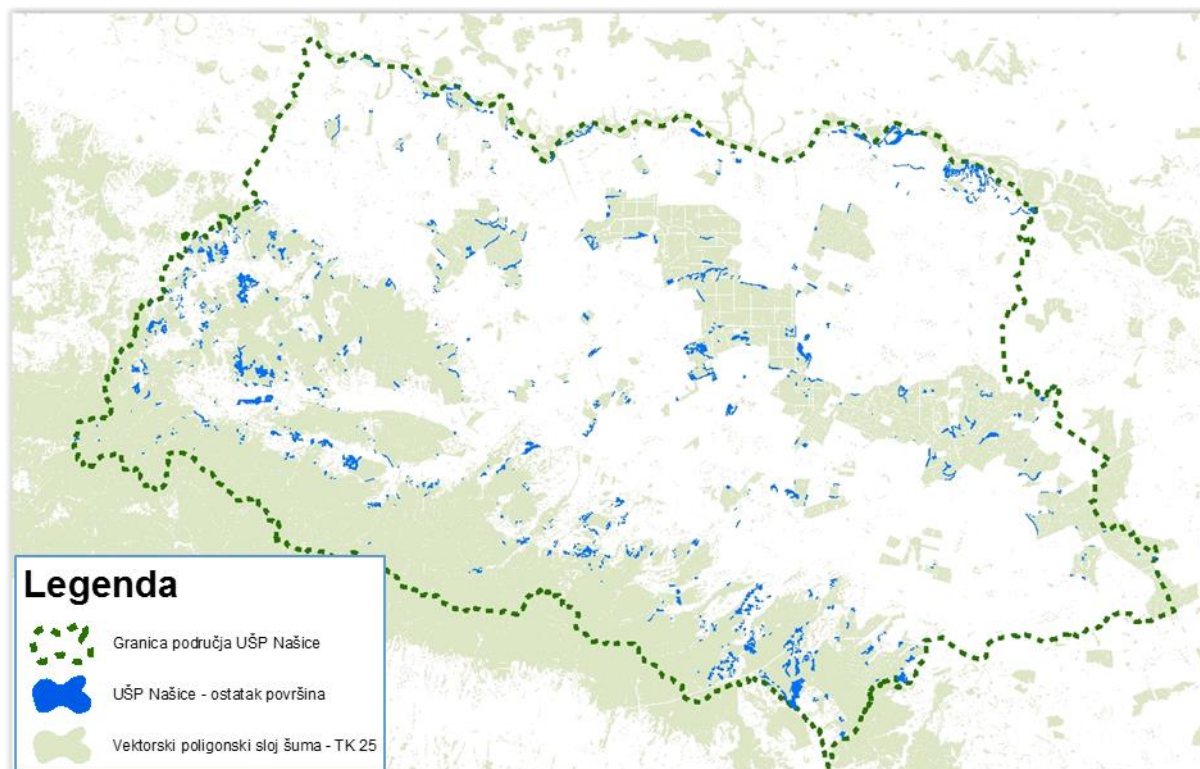 Legenda
Granica područja UŠP Našice
UŠP Našice - ostatak površina
Vektorski poligonski sloj šuma - TK 25